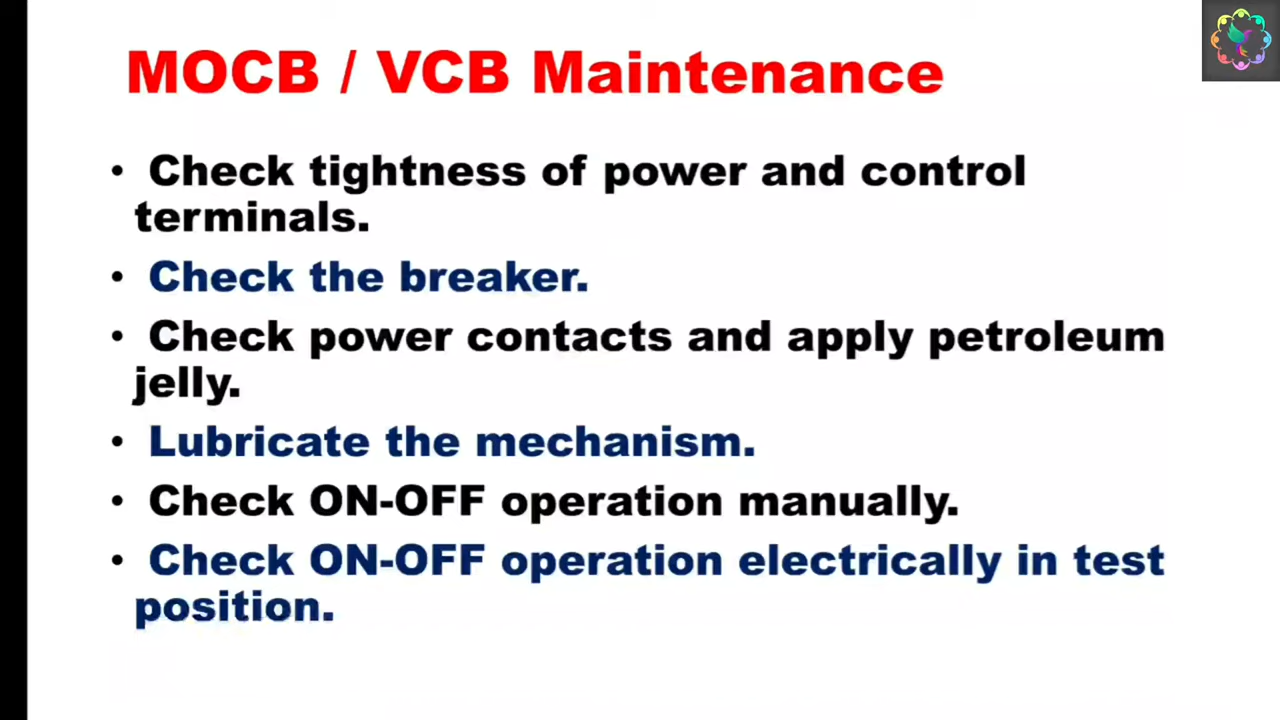 MOCB / VCB Maintenance
• Check tightness of power and control
terminals.
• Check the breaker.
• Check power contacts and apply petroleum
jelly.
• Lubricate the mechanism.
• Check ON-OFF operation manually.
• Check ON-OFF operation electrically in test
position.